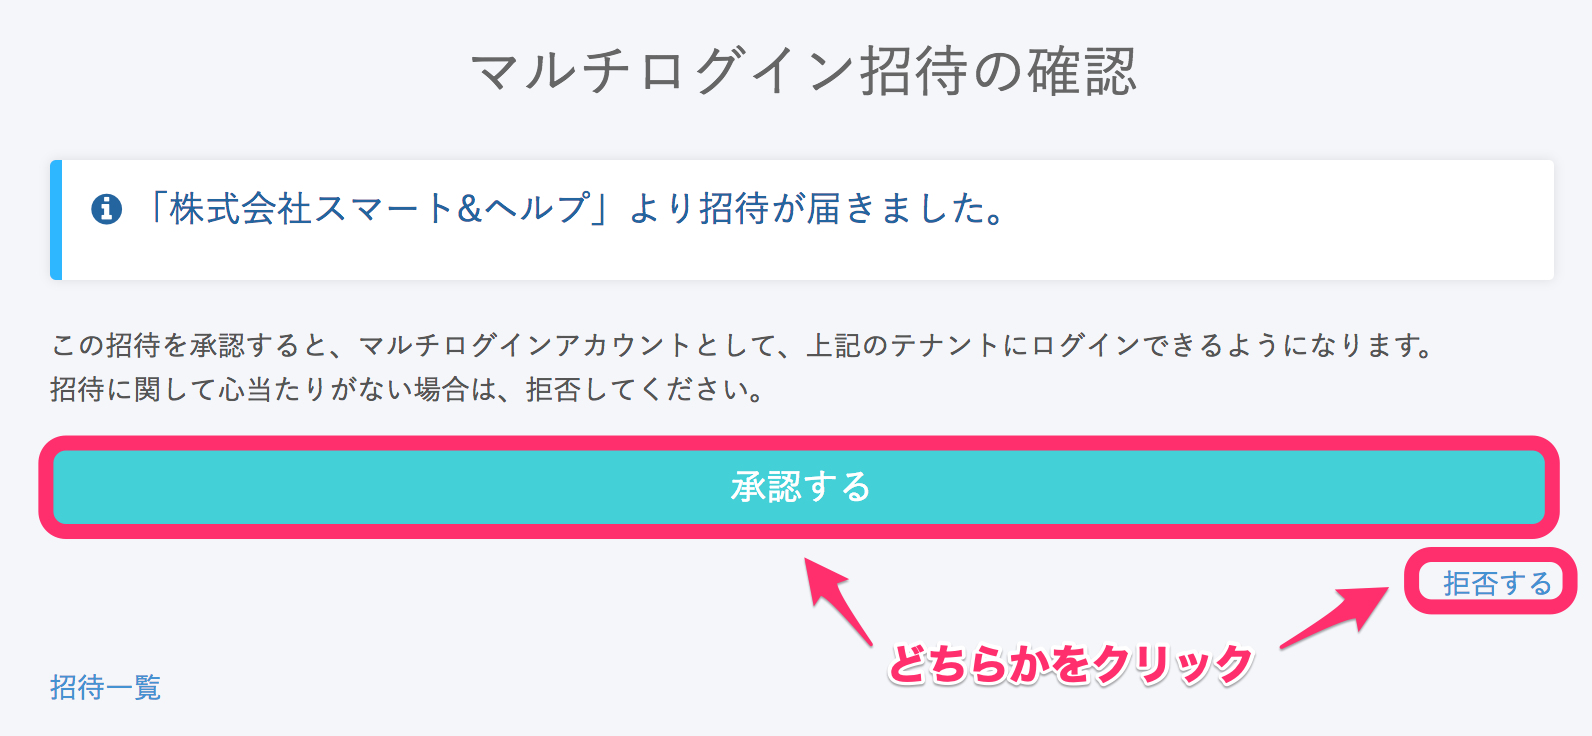 マルチログイン招待の確認
「株式会社スマート&ヘルプ」より招待が届きました。
この招待を承認すると、マルチログインアカウントとして、上記のテナントにログインできるようになります。
招待に関して心当たりがない場合は、拒否してください。
承認する
拒否する
どちらかをクリック
招待一覧